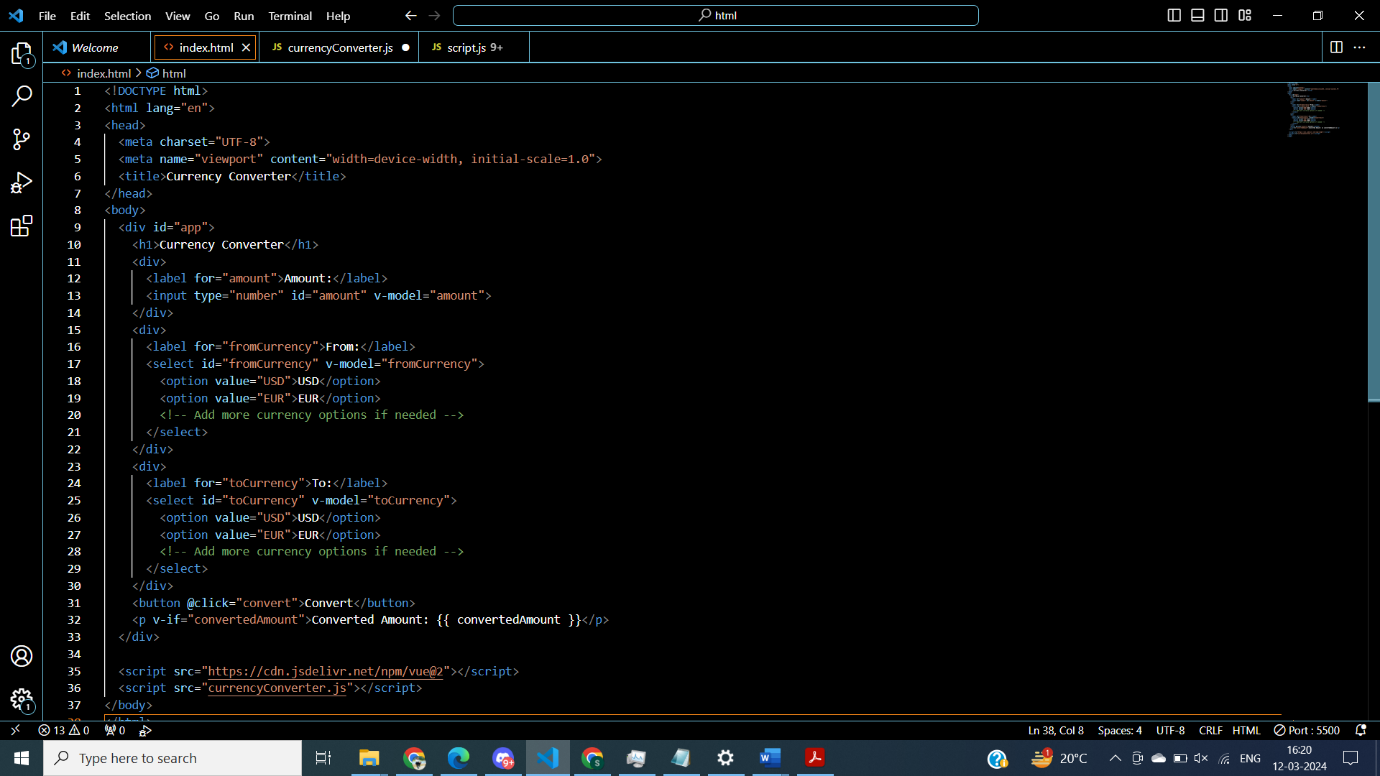 File Edit Selection View Go Run Terminal Help html
Welcome index.html currencyConverter.js JS script.js 9+
index.html > html
1 <!DOCTYPE html>
2 <html lang="en">
3 <head>
4 <meta charset="UTF-8">
5 <meta name="viewport" content="width=device-width, initial-scale=1.0">
6 <title>Currency Converter</title>
7 </head>
8 <body>
9 <div id="app">
10 <h1>Currency Converter</h1>
11 <div>
12 <label for="amount">Amount:</label>
13 <input type="number" id="amount" v-model="amount">
14 </div>
15 <div>
16 <label for="fromCurrency">From:</label>
17 <select id="fromCurrency" v-model="fromCurrency">
18 <option value="USD">USD</option>
19 <option value="EUR">EUR</option>
20 <!-- Add more currency options if needed -->
21 </select>
22 </div>
23 <div>
24 <label for="toCurrency">To:</label>
25 <select id="toCurrency" v-model="toCurrency">
26 <option value="USD">USD</option>
27 <option value="EUR">EUR</option>
28 <!-- Add more currency options if needed -->
29 </select>
30 </div>
31 <button @click="convert">Convert</button>
32 <p v-if="convertedAmount">Converted Amount: {{ convertedAmount }}</p>
33 </div>
34
35 <script src="https://cdn.jsdelivr.net/npm/vue@2"></script>
36 <script src="currencyConverter.js"></script>
37 </body>
38 </html>
13 0 0 Ln 38, Col 8 Spaces: 4 UTF-8 CRLF HTML Port : 5500
Type here to search 20°C ENG 16:20
12-03-2024